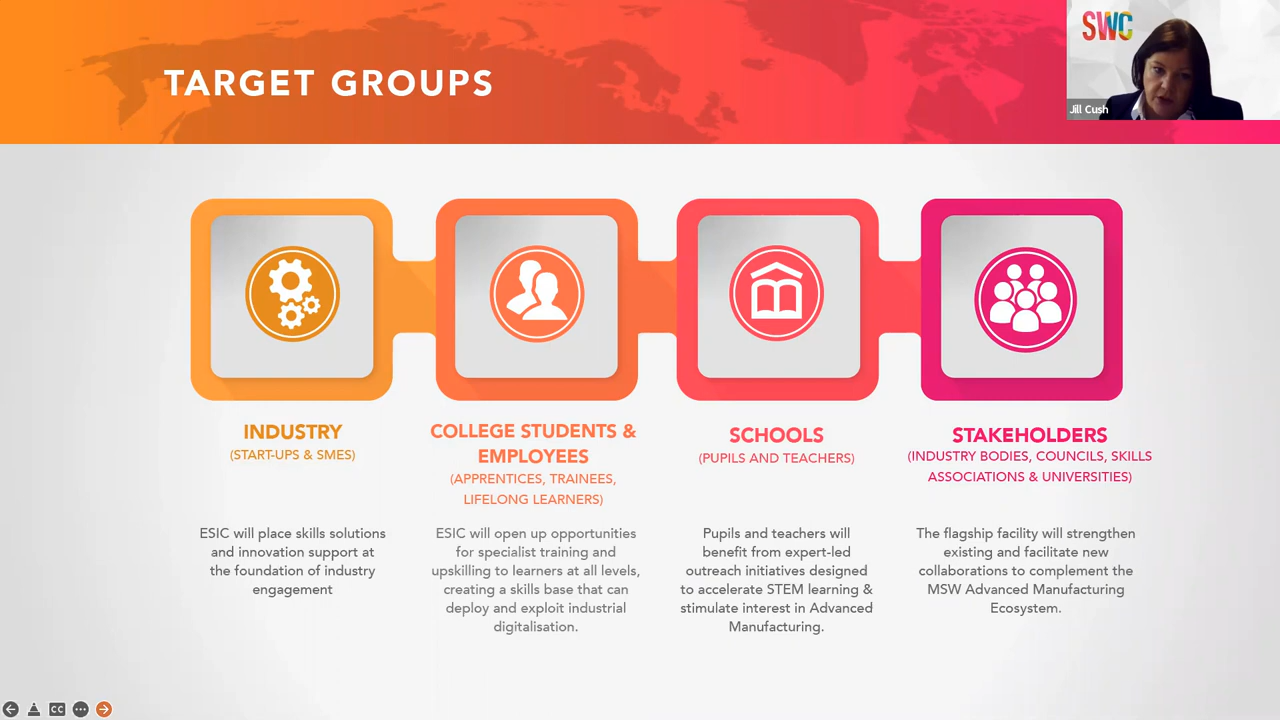 TARGET GROUPS
SWC
Jill Cush
INDUSTRY
(START-UPS & SMES)
ESIC will place skills solutions
and innovation support at
the foundation of industry
engagement
COLLEGE STUDENTS &
EMPLOYEES
(APPRENTICES, TRAINEES,
LIFELONG LEARNERS)
ESIC will open up opportunities
for specialist training and
upskilling to learners at all levels,
creating a skills base that can
deploy and exploit industrial
digitalisation.
SCHOOLS
(PUPILS AND TEACHERS)
Pupils and teachers will
benefit from expert-led
outreach initiatives designed
to accelerate STEM learning &
stimulate interest in Advanced
Manufacturing.
STAKEHOLDERS
(INDUSTRY BODIES, COUNCILS, SKILLS
ASSOCIATIONS & UNIVERSITIES)
The flagship facility will strengthen
existing and facilitate new
collaborations to complement the
MSW Advanced Manufacturing
Ecosystem.
CC